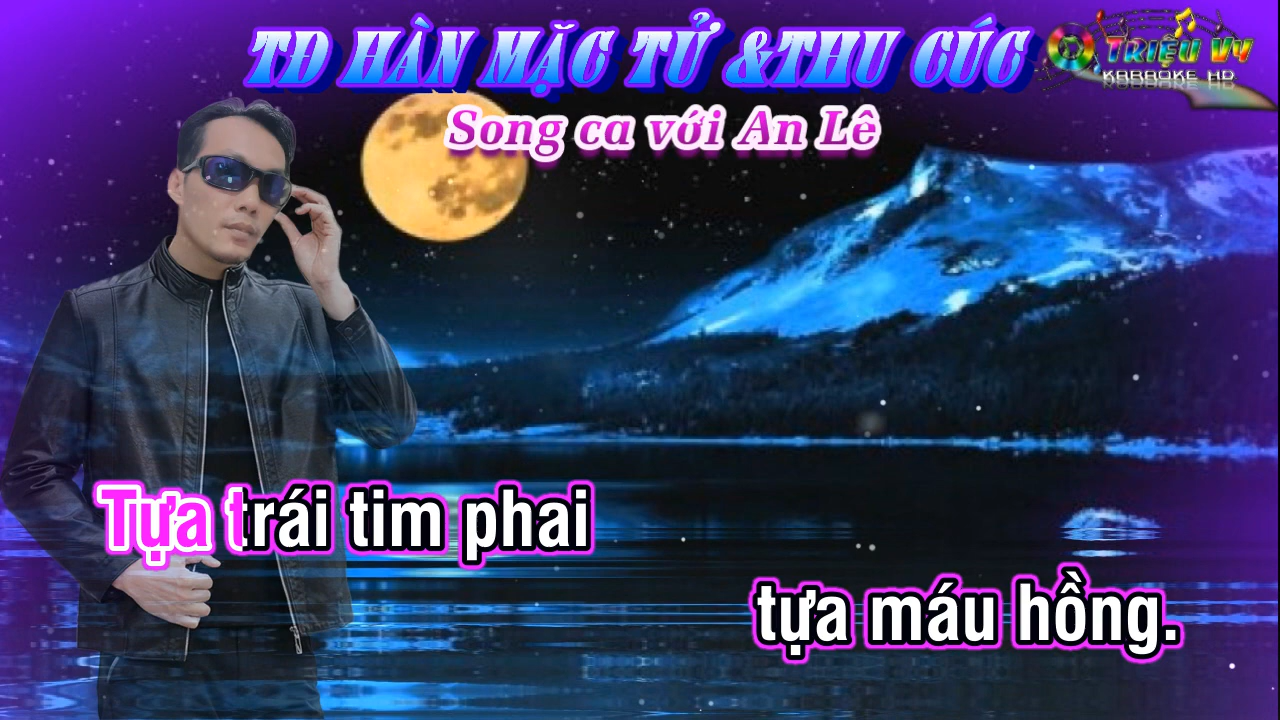 TĐ HÀN MẶC TỬ &THU CÚC
TRIỆU VY
KARAOKE HD
Song ca với An Lê
Tựa trái tim phai
tựa máu hồng.